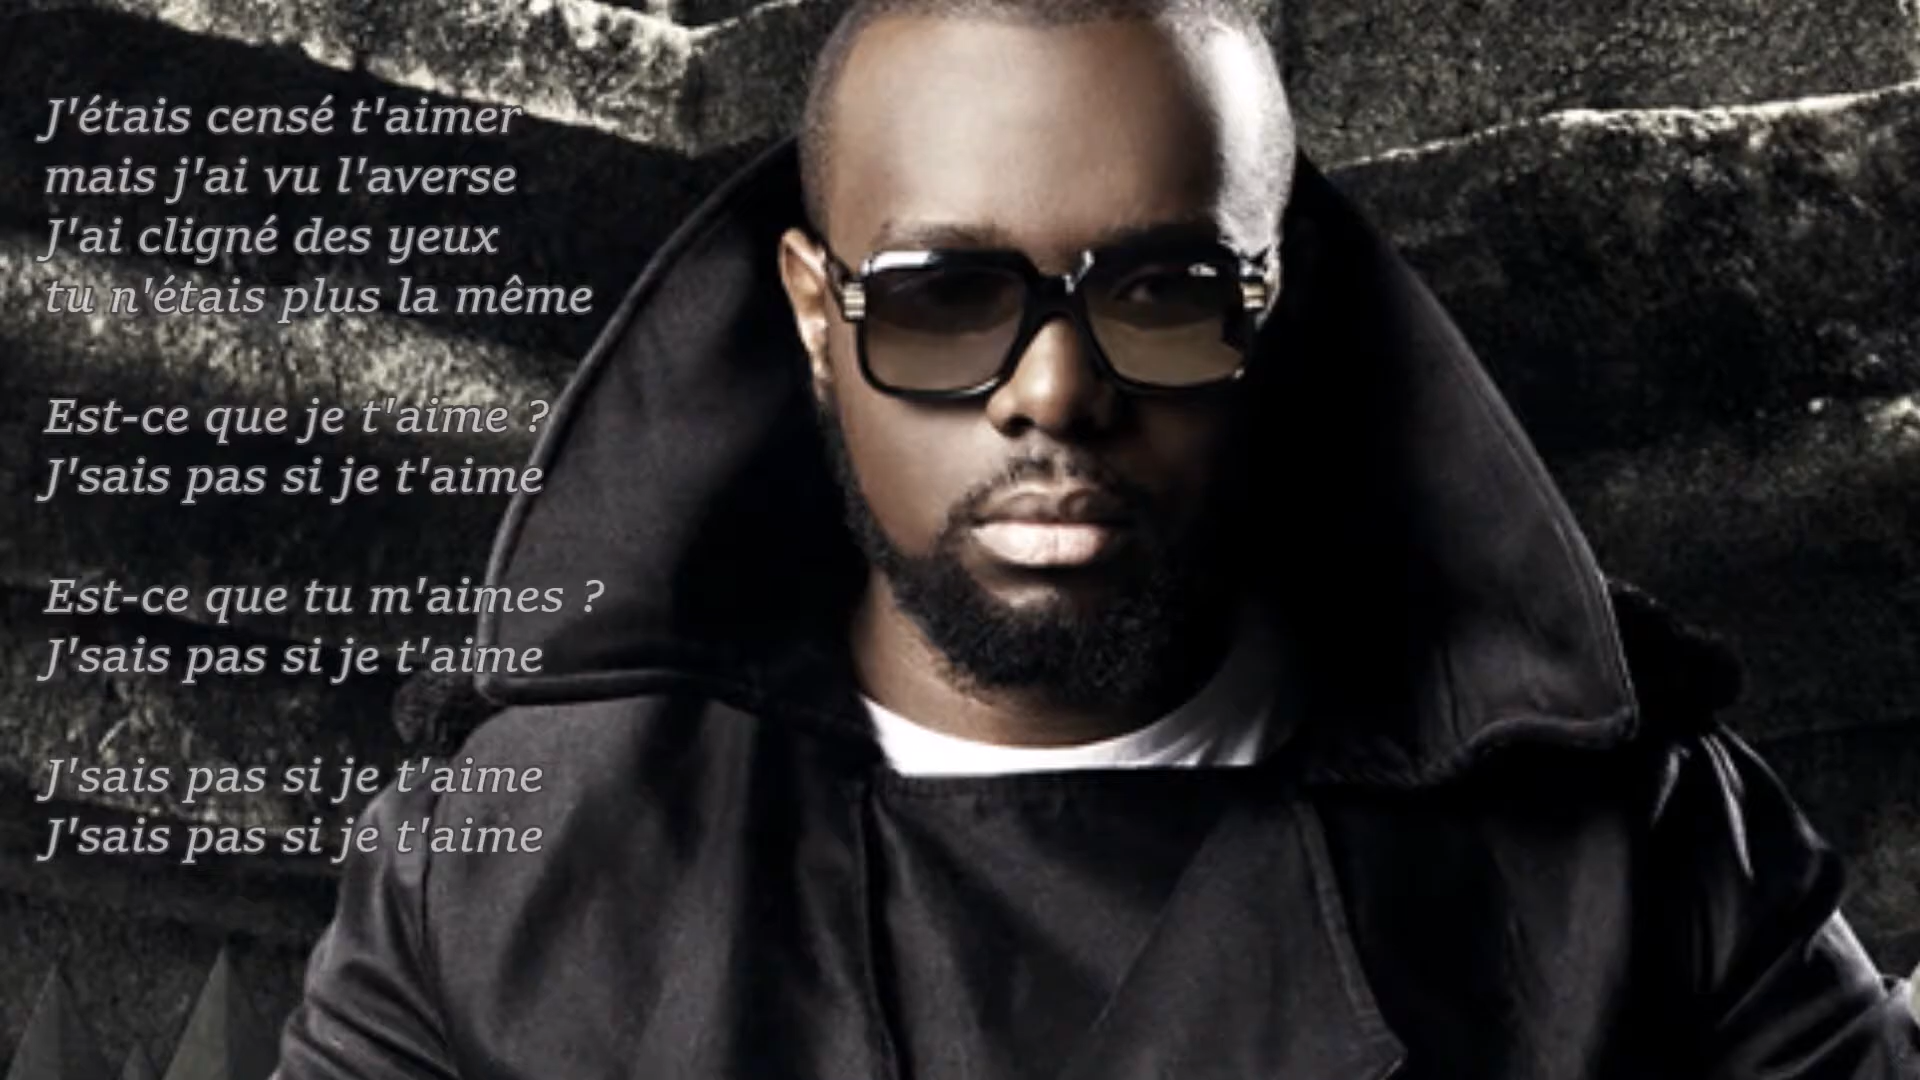 J'étais censé t'aimer
mais j'ai vu l'averse
J'ai cligné des yeux
tu n'étais plus la même
Est-ce que je t'aime ?
J'sais pas si je t'aime
Est-ce que tu m'aimes ?
J'sais pas si je t'aime
J'sais pas si je t'aime
J'sais pas si je t'aime